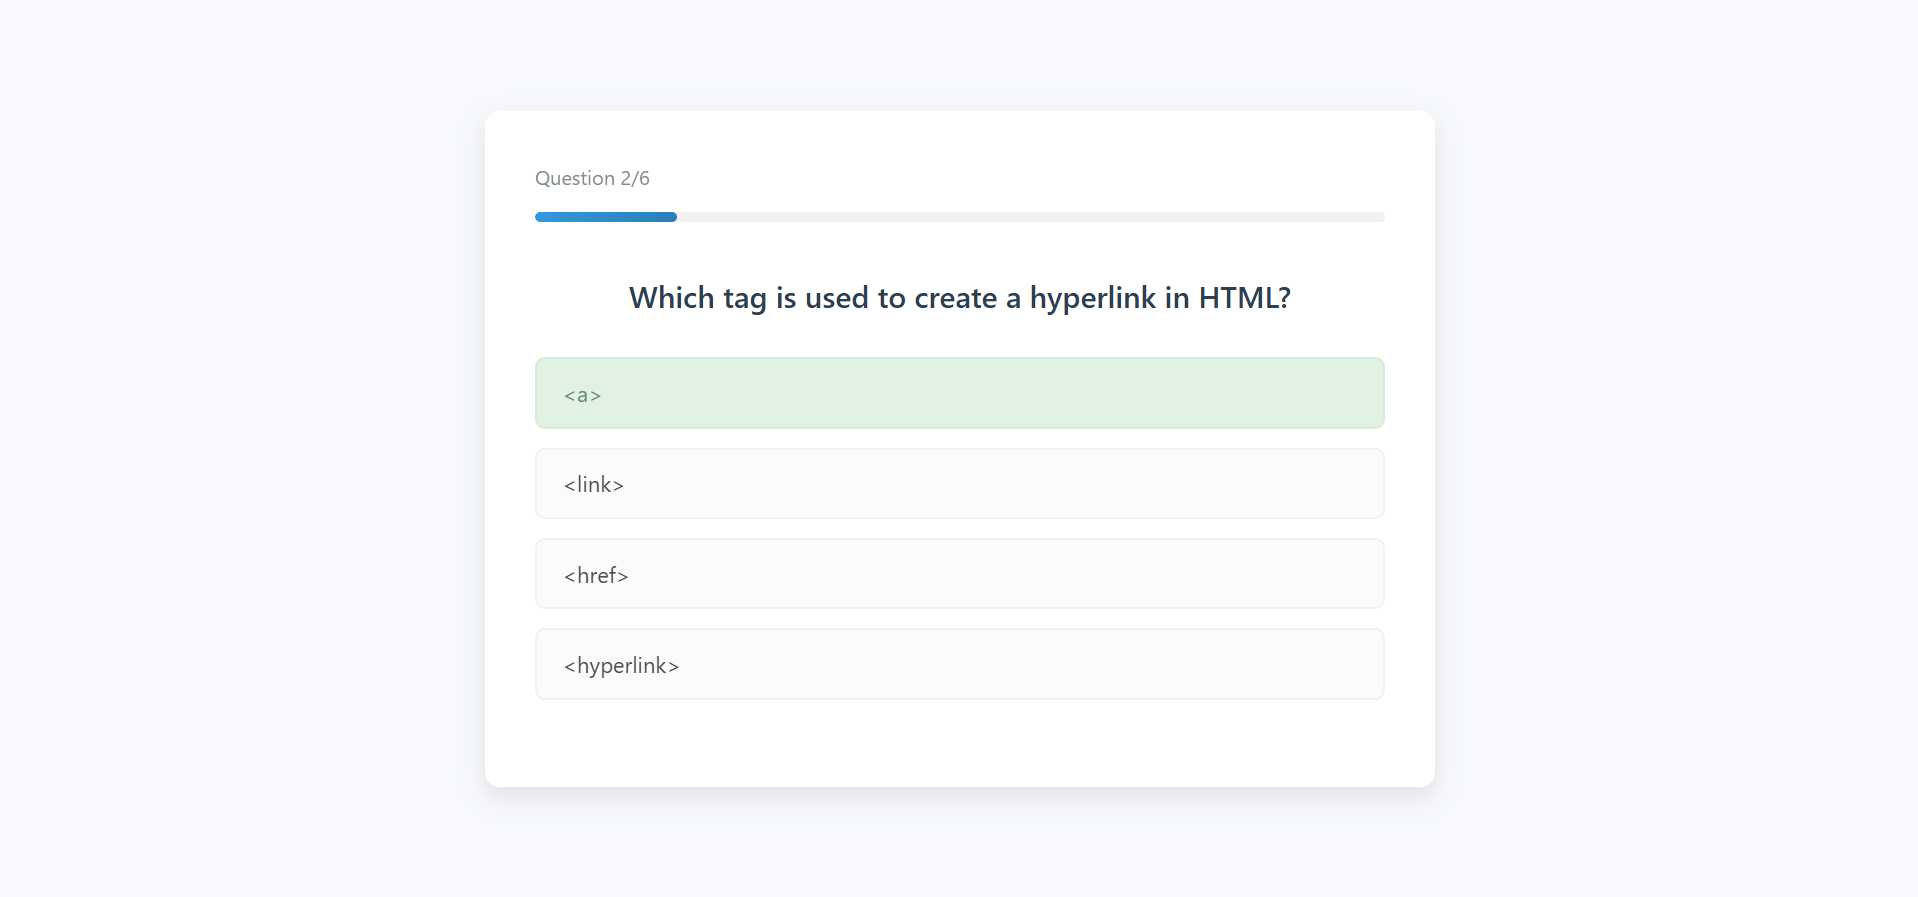 Question 2/6
Which tag is used to create a hyperlink in HTML?
<a>
<link>
<href>
<hyperlink>